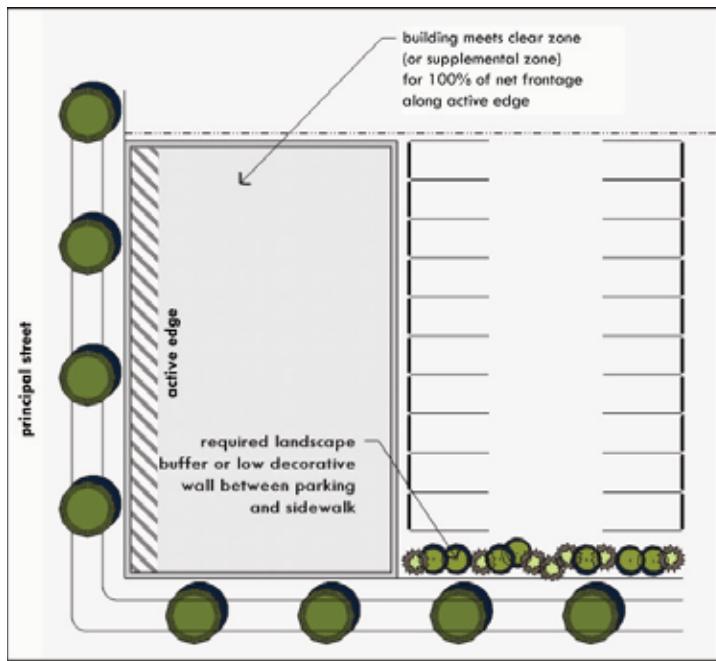 building meets clear zone
(or supplemental zone)
for 100% of net frontage
along active edge
principal street
active edge
required landscape
buffer or low decorative
wall between parking
and sidewalk